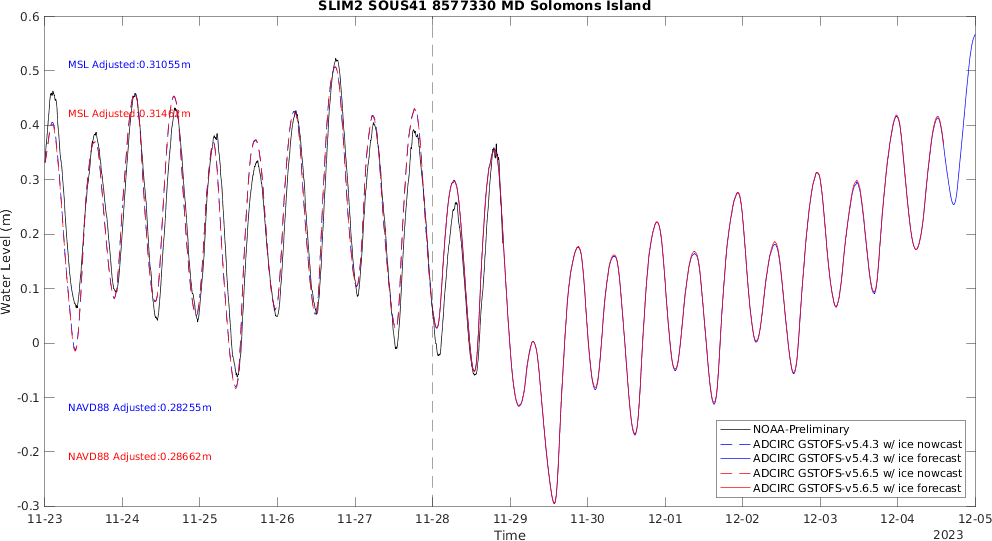 SLIM2 SOUS41 8577330 MD Solomons Island
0.6
0.5
0.4
0.3
0.2
0.1
0
-0.1
-0.2
-0.3
Water Level (m)
MSL Adjusted:0.31055m
MSL Adjusted:0.31462m
NAVD88 Adjusted:0.28255m
NAVD88 Adjusted:0.28662m
NOAA-Preliminary
ADCIRC GSTOFS-v5.4.3 w/ ice nowcast
ADCIRC GSTOFS-v5.4.3 w/ ice forecast
ADCIRC GSTOFS-v5.6.5 w/ ice nowcast
ADCIRC GSTOFS-v5.6.5 w/ ice forecast
11-23 11-24 11-25 11-26 11-27 11-28 11-29 11-30 12-01 12-02 12-03 12-04 12-05
Time
2023